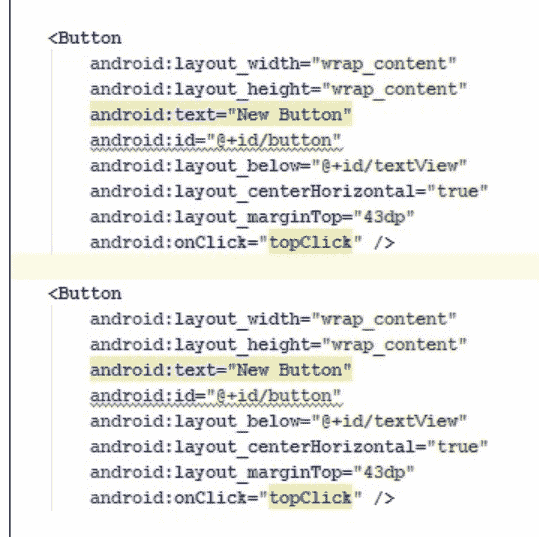 <Button
android:layout_width="wrap_content"
android:layout_height="wrap_content"
android:text="New Button"
android:id="@+id/button"
android:layout_below="@+id/textView"
android:layout_centerHorizontal="true"
android:layout_marginTop="43dp"
android:onClick="topClick" />
<Button
android:layout_width="wrap_content"
android:layout_height="wrap_content"
android:text="New Button"
android:id="@+id/button"
android:layout_below="@+id/textView"
android:layout_centerHorizontal="true"
android:layout_marginTop="43dp"
android:onClick="topClick" />